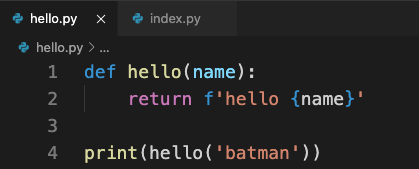 hello.py × index.py
hello.py > ...
1 def hello(name):
2     return f'hello {name}'
3
4 print(hello('batman'))